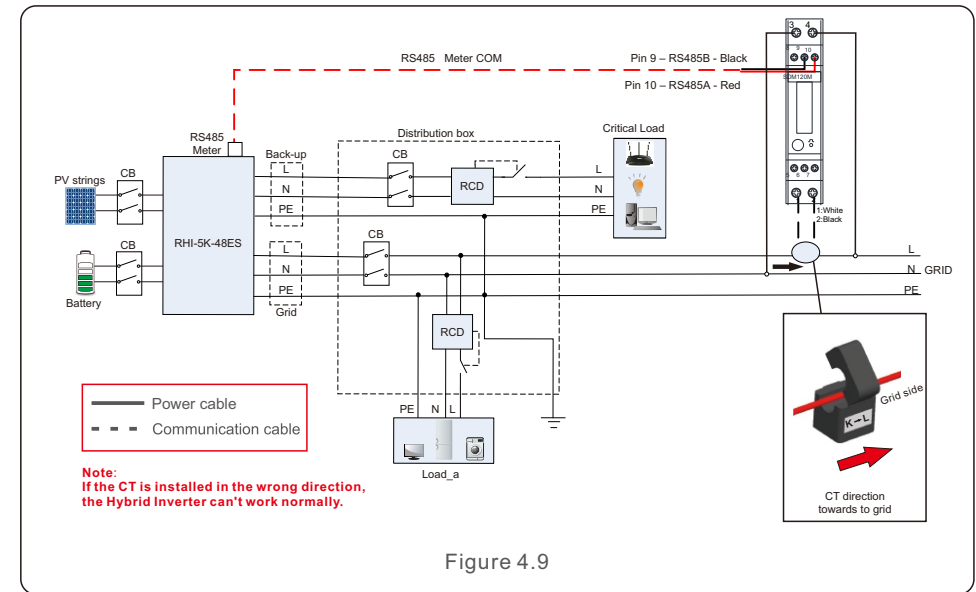 3 4
RS485 Meter COM
Pin 9 – RS485B - Black
9 10
SDM120M
Pin 10 – RS485A - Red
RS485
Meter
Distribution box
Critical Load
Back-up
CB
PV strings
CB
L
L
RCD
N
N
PE
PE
6 7
1:White
2:Black
RHI-5K-48ES
CB
CB
L
L
N
N GRID
PE
PE
Battery
Grid
RCD
Power cable
Communication cable
PE N L
Load_a
Note:
If the CT is installed in the wrong direction,
the Hybrid Inverter can't work normally.
Grid side
K←L
CT direction
towards to grid
Figure 4.9